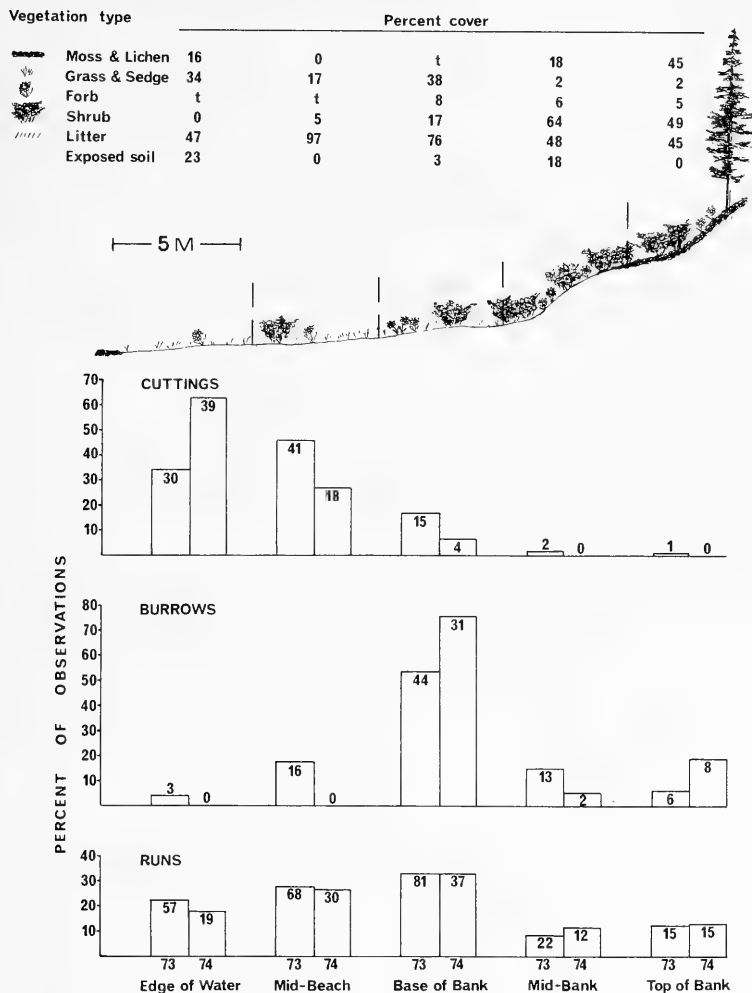 Vegetation type Percent cover
Moss & Lichen 16 0 t 18 45
Grass & Sedge 34 17 38 2 2
Forb t t 8 6 5
Shrub 0 5 17 64 49
Litter 47 97 76 48 45
Exposed soil 23 0 3 18 0
5 M
PERCENT OF OBSERVATIONS
CUTTINGS
70
60
50
40
30
20
10
30 39 41 18 15 4 2 0 1 0
BURROWS
80
70
60
50
40
30
20
10
3 0 16 0 44 31 13 2 6 8
RUNS
40
30
20
10
57 19 68 30 81 37 22 12 15 15
73 74 73 74 73 74 73 74 73 74
Edge of Water Mid-Beach Base of Bank Mid-Bank Top of Bank